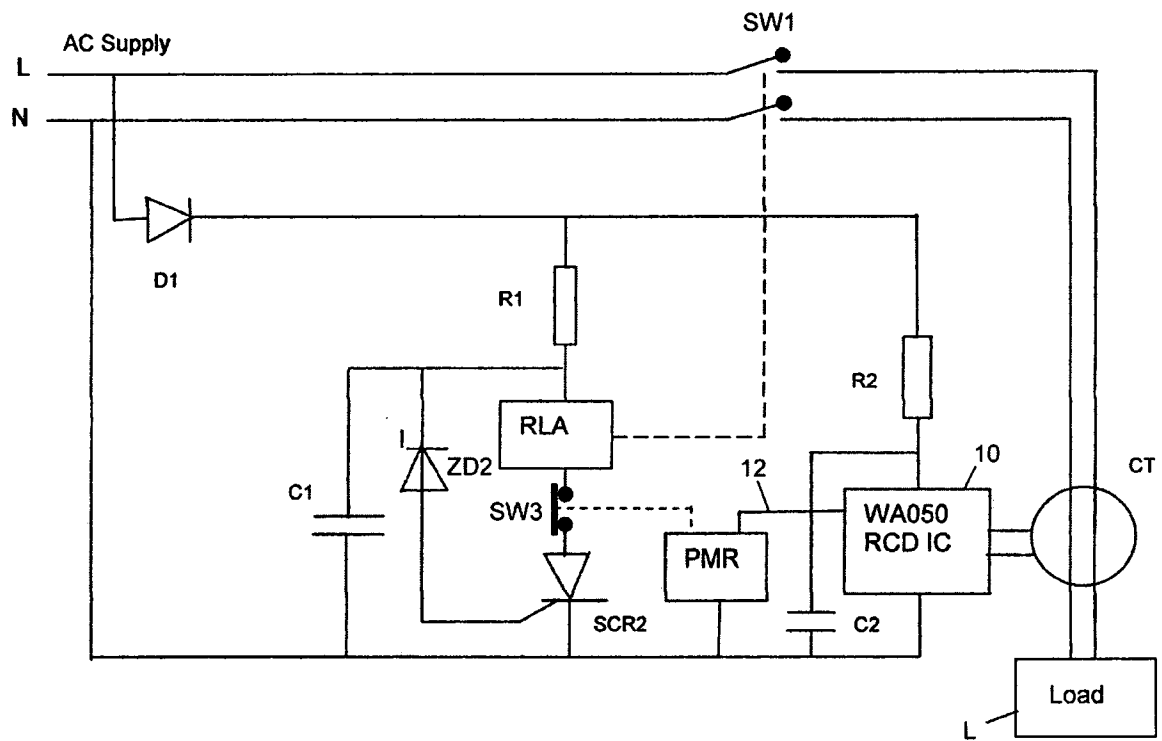 SW1
AC Supply
L
N
D1
R1
R2
RLA
12
10
CT
C1
ZD2
SW3
WA050
RCD IC
PMR
SCR2
C2
Load
L